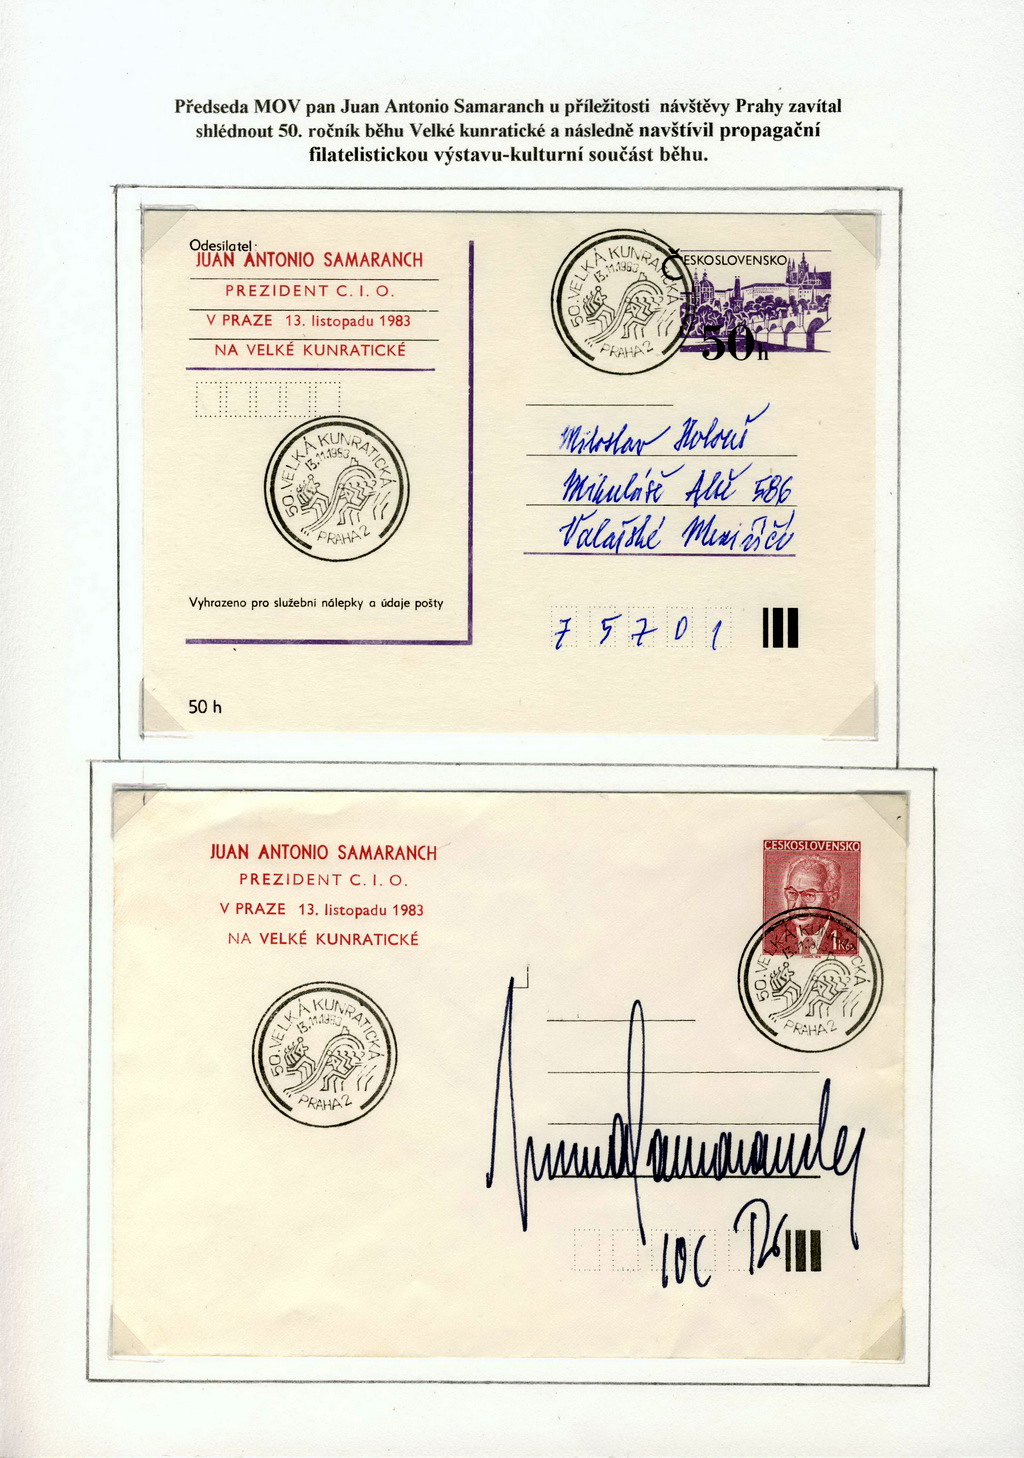 Předseda MOV pan Juan Antonio Samaranch u příležitosti návštěvy Prahy zavítal
shlédnout 50. ročník běhu Velké kunratické a následně navštívil propagační
filatelistickou výstavu-kulturní součást běhu.
Odesílatel:
JUAN ANTONIO SAMARANCH
PREZIDENT C. I. O.
V PRAZE 13. listopadu 1983
NA VELKÉ KUNRATICKÉ
50. VELKÁ KUNRATICKÁ
13.11.1983
PRAHA 2
ČESKOSLOVENSKO
50h
50. VELKÁ KUNRATICKÁ
13.11.1983
PRAHA 2
Miloslav Holouš
Mikuláše Alše 586
Valašské Meziříčí
75701
Vyhrazeno pro služební nálepky a údaje pošty
50 h
JUAN ANTONIO SAMARANCH
PREZIDENT C. I. O.
V PRAZE 13. listopadu 1983
NA VELKÉ KUNRATICKÉ
ČESKOSLOVENSKO
1 Kčs
50. VELKÁ KUNRATICKÁ
13.11.1983
PRAHA 2
50. VELKÁ KUNRATICKÁ
13.11.1983
PRAHA 2
IOC